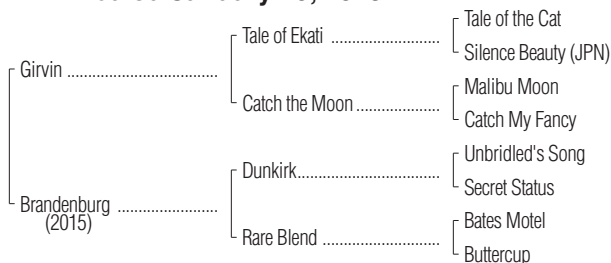 Tale of the Cat
Tale of Ekati
Silence Beauty (JPN)
Girvin
Malibu Moon
Catch the Moon
Catch My Fancy
Unbridled's Song
Dunkirk
Secret Status
Brandenburg
(2015)
Bates Motel
Rare Blend
Buttercup